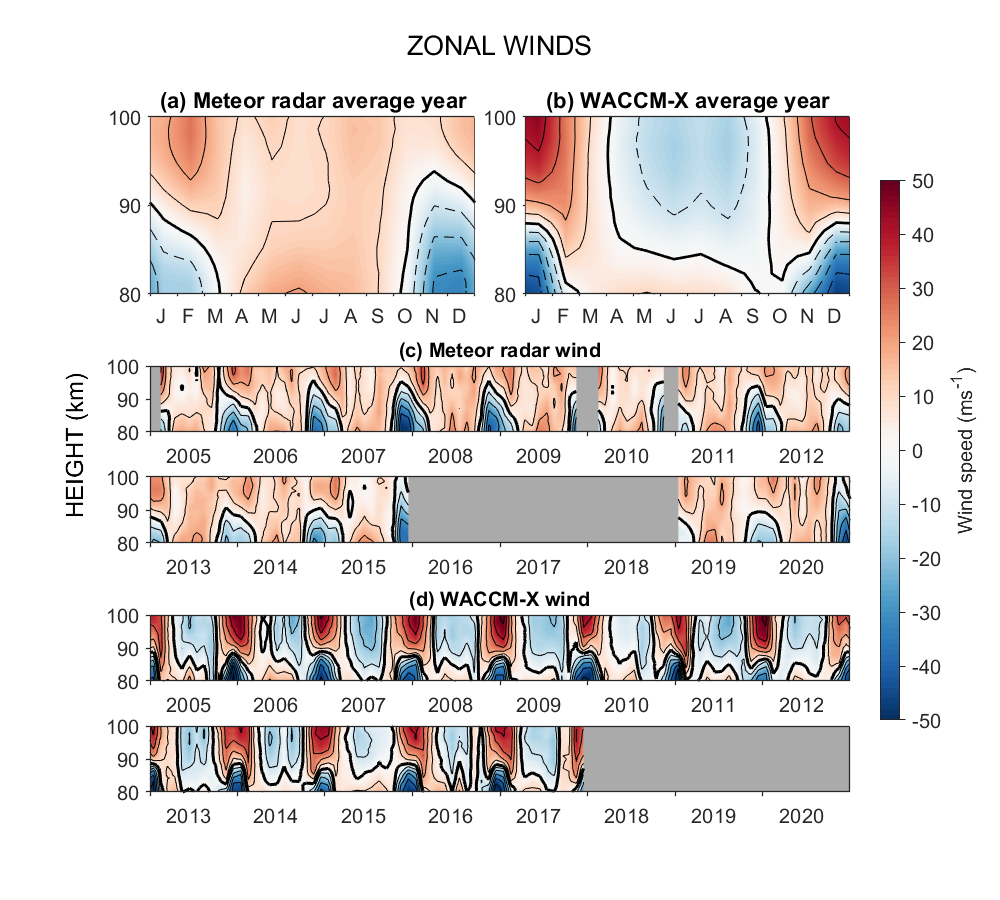 ZONAL WINDS
(a) Meteor radar average year
(b) WACCM-X average year
100
90
80
J F M A M J J A S O N D
100
90
80
J F M A M J J A S O N D
HEIGHT (km)
(c) Meteor radar wind
100
90
80
2005 2006 2007 2008 2009 2010 2011 2012
100
90
80
2013 2014 2015 2016 2017 2018 2019 2020
(d) WACCM-X wind
100
90
80
2005 2006 2007 2008 2009 2010 2011 2012
100
90
80
2013 2014 2015 2016 2017 2018 2019 2020
50
40
30
20
10
0
-10
-20
-30
-40
-50
Wind speed (ms⁻¹)